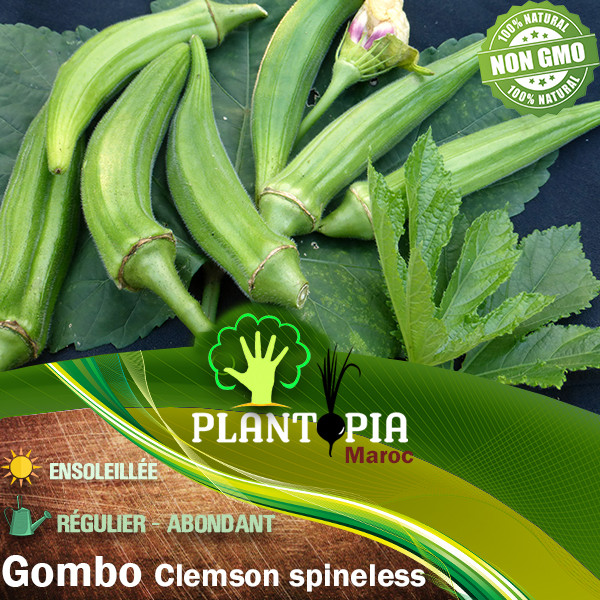 100% NATURAL
NON GMO
100% NATURAL
PLANTOPIA
Maroc
ENSOLEILLÉE
RÉGULIER - ABONDANT
Gombo Clemson spineless